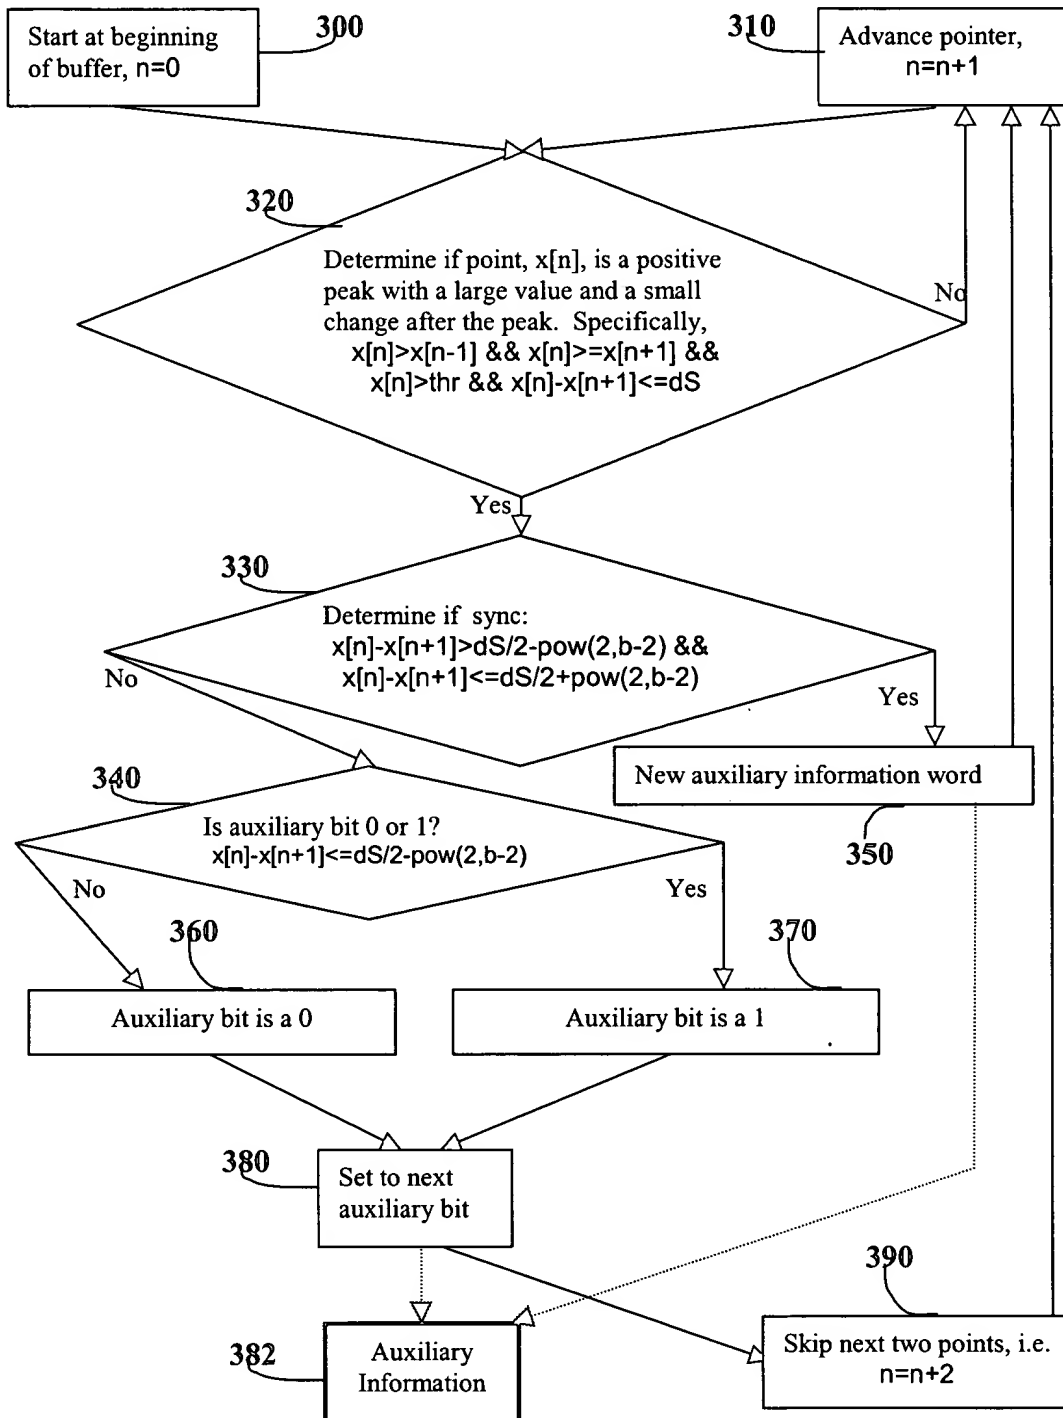 300
Start at beginning
of buffer, n=0
310
Advance pointer,
n=n+1
320
Determine if point, x[n], is a positive
peak with a large value and a small
change after the peak. Specifically,
x[n]>x[n-1] && x[n]>=x[n+1] &&
x[n]>thr && x[n]-x[n+1]<=dS
No
Yes
330
Determine if sync:
x[n]-x[n+1]>dS/2-pow(2,b-2) &&
x[n]-x[n+1]<=dS/2+pow(2,b-2)
No
Yes
340
Is auxiliary bit 0 or 1?
x[n]-x[n+1]<=dS/2-pow(2,b-2)
New auxiliary information word
350
No
Yes
360
Auxiliary bit is a 0
370
Auxiliary bit is a 1
380
Set to next
auxiliary bit
390
Skip next two points, i.e.
n=n+2
382
Auxiliary
Information